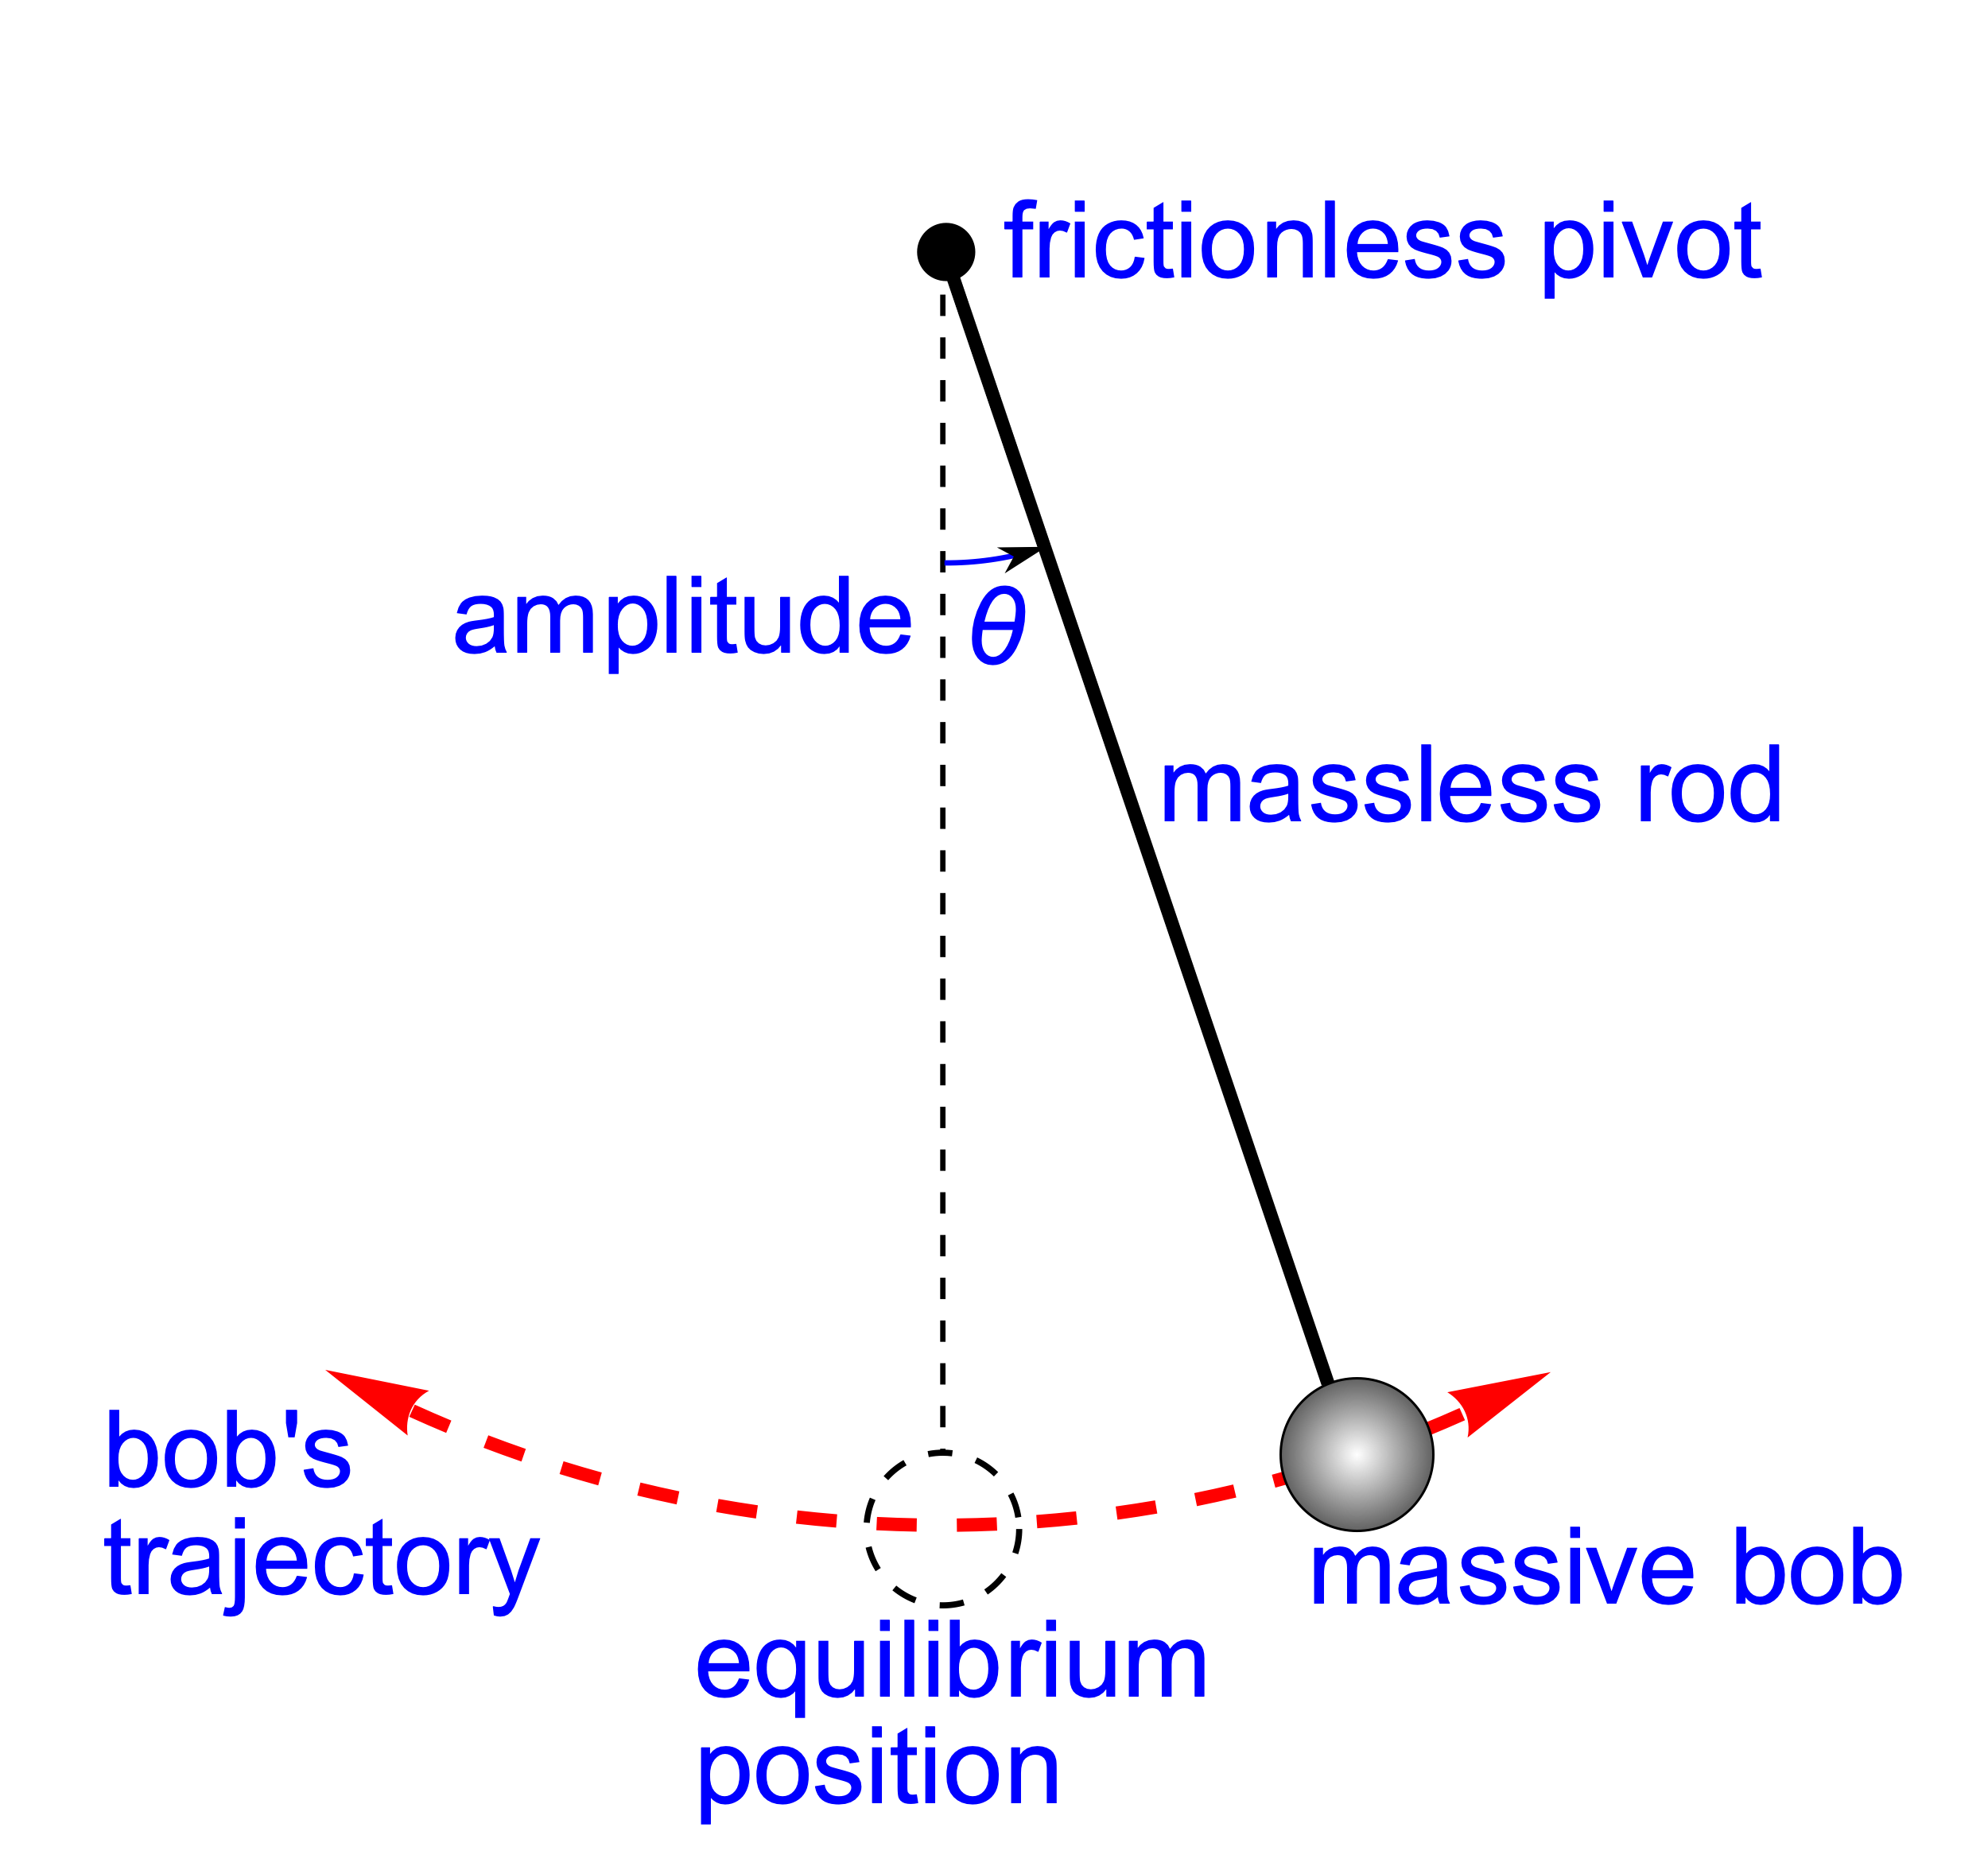 frictionless pivot
amplitude
θ
massless rod
bob's
trajectory
massive bob
equilibrium
position